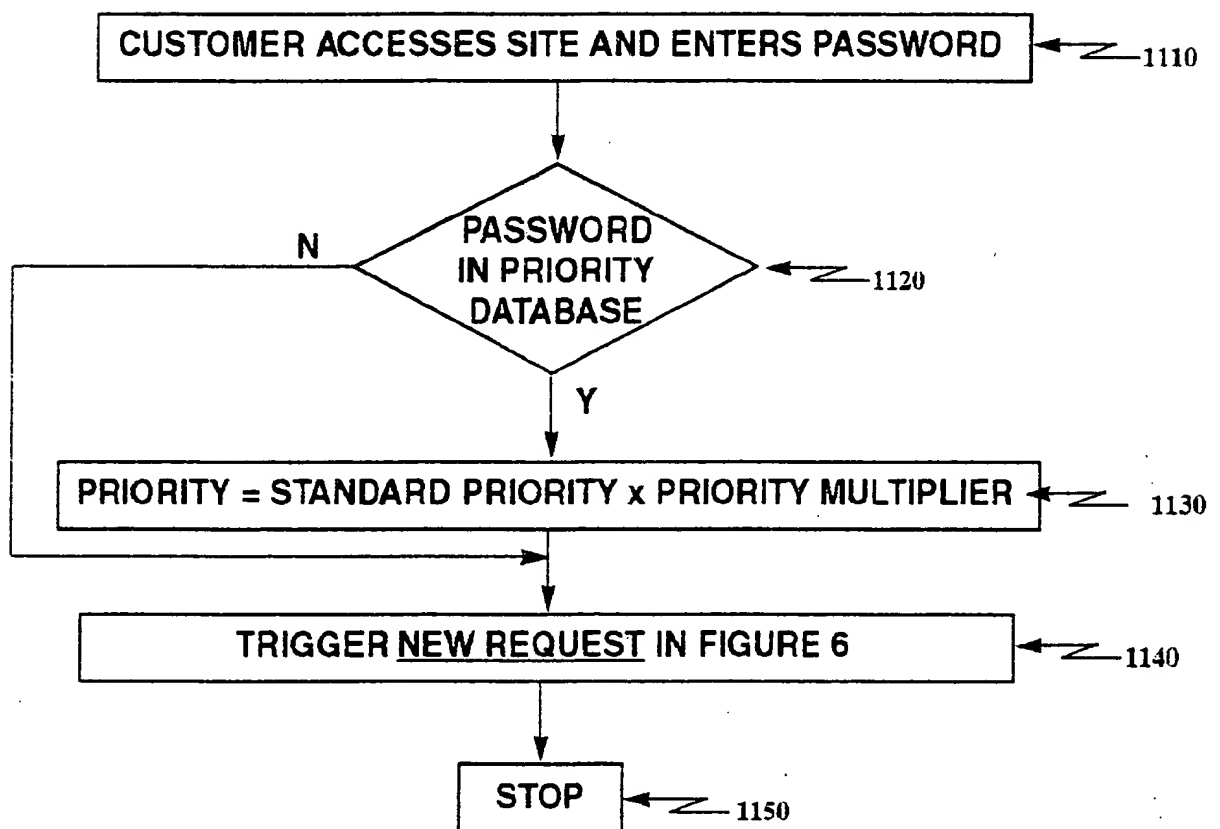 CUSTOMER ACCESSES SITE AND ENTERS PASSWORD
1110
PASSWORD
IN PRIORITY
DATABASE
N
1120
Y
PRIORITY = STANDARD PRIORITY x PRIORITY MULTIPLIER
1130
TRIGGER NEW REQUEST IN FIGURE 6
1140
STOP
1150